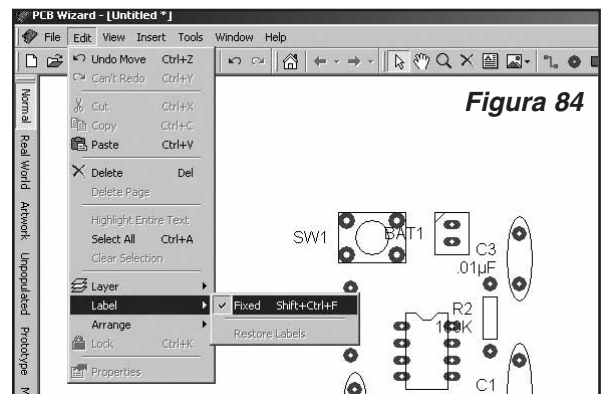 PCB Wizard - [Untitled *]
File Edit View Insert Tools Window Help
Figura 84
Undo Move Ctrl+Z
Can't Redo Ctrl+Y
Cut Ctrl+X
Copy Ctrl+C
Paste Ctrl+V
Delete Del
Delete Page
Highlight Entire Text
Select All Ctrl+A
Clear Selection
Layer
Label
Arrange
Lock Ctrl+K
Properties
Fixed Shift+Ctrl+F
Restore Labels
Normal
Real World
Artwork
Unpopulated
Prototype
SW1
BAT1
C3
.01µF
R2
C1